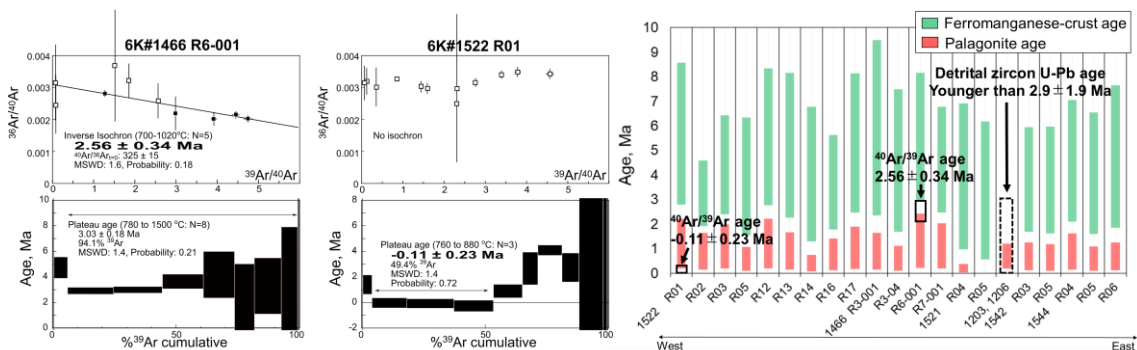 6K#1466 R6-001
0.004
0.003
0.002
0.001
0
36Ar/40Ar
Inverse Isochron (700-1020°C: N=5)
2.56 ± 0.34 Ma
40Ar/36Art=0: 325 ± 15
MSWD: 1.6, Probability: 0.18
39Ar/40Ar
0 1 2 3 4 5
10
8
6
4
2
0
Age, Ma
Plateau age (780 to 1500 °C: N=8)
3.03 ± 0.18 Ma
94.1% 39Ar
MSWD: 1.4, Probability: 0.21
0 50 100
%39Ar cumulative
6K#1522 R01
0.004
0.003
0.002
0.001
0
36Ar/40Ar
No isochron
39Ar/40Ar
0 1 2 3 4 5
8
6
4
2
0
-2
Age, Ma
Plateau age (760 to 880 °C: N=3)
-0.11 ± 0.23 Ma
49.4% 39Ar
MSWD: 1.4
Probability: 0.72
0 50 100
%39Ar cumulative
Ferromanganese-crust age
Palagonite age
10
9
8
7
6
5
4
3
2
1
0
Age, Ma
Detrital zircon U-Pb age
Younger than 2.9 ± 1.9 Ma
40Ar/39Ar age
2.56 ± 0.34 Ma
40Ar/39Ar age
-0.11 ± 0.23 Ma
1522 R01
R02
R03
R05
R12
R13
R14
R16
R17
1466 R3-001
R3-04
R6-001
R7-001
1521 R04
R05
1203, 1206
1542 R03
R05
1544 R04
R05
R06
West
East